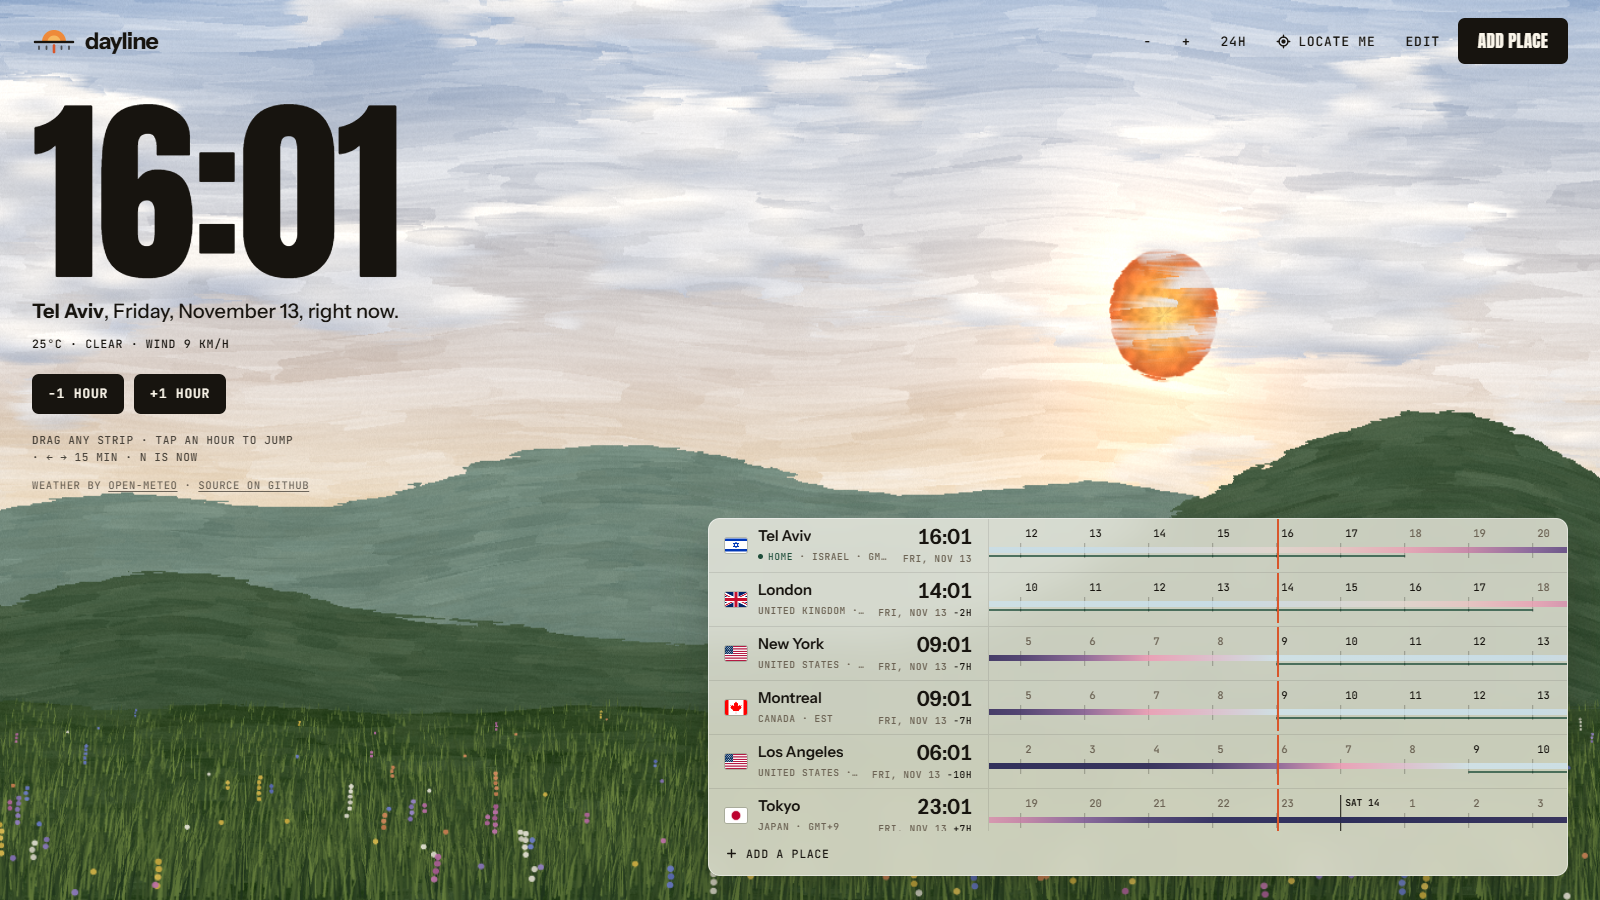 dayline
- + 24H LOCATE ME EDIT ADD PLACE
16:01
Tel Aviv, Friday, November 13, right now.
25°C · CLEAR · WIND 9 KM/H
-1 HOUR +1 HOUR
DRAG ANY STRIP · TAP AN HOUR TO JUMP
· ← → 15 MIN · N IS NOW
WEATHER BY OPEN-METEO · SOURCE ON GITHUB
Tel Aviv 16:01 12 13 14 15 16 17 18 19 20
HOME · ISRAEL · GM… FRI, NOV 13
London 14:01 10 11 12 13 14 15 16 17 18
UNITED KINGDOM ·… FRI, NOV 13 -2H
New York 09:01 5 6 7 8 9 10 11 12 13
UNITED STATES · … FRI, NOV 13 -7H
Montreal 09:01 5 6 7 8 9 10 11 12 13
CANADA · EST FRI, NOV 13 -7H
Los Angeles 06:01 2 3 4 5 6 7 8 9 10
UNITED STATES ·… FRI, NOV 13 -10H
Tokyo 23:01 19 20 21 22 23 SAT 14 1 2 3
JAPAN · GMT+9 FRI, NOV 13 +7H
+ ADD A PLACE